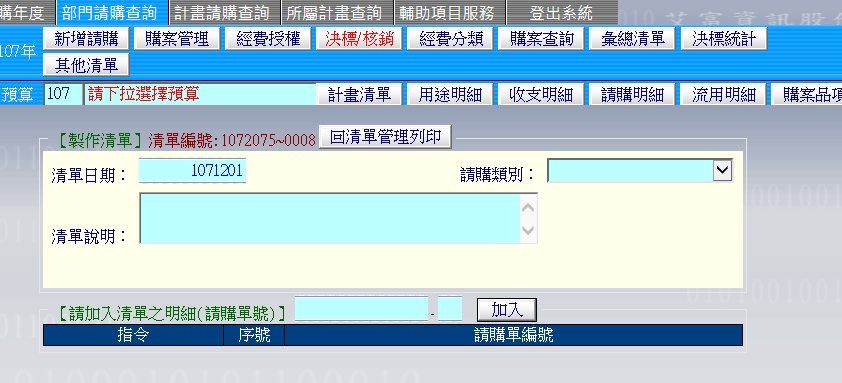 購年度 部門請購查詢 計畫請購查詢 所屬計畫查詢 輔助項目服務 登出系統
艾富資訊股
107年 新增請購 購案管理 經費授權 決標/核銷 經費分類 購案查詢 彙總清單 決標統計
其他清單
預算 107 請下拉選擇預算 計畫清單 用途明細 收支明細 請購明細 流用明細 購案品項
【製作清單】清單編號:1072075~0008 回清單管理列印
清單日期： 1071201 請購類別：
清單說明：
【請加入清單之明細(請購單號)】 - 加入
指令 序號 請購單編號